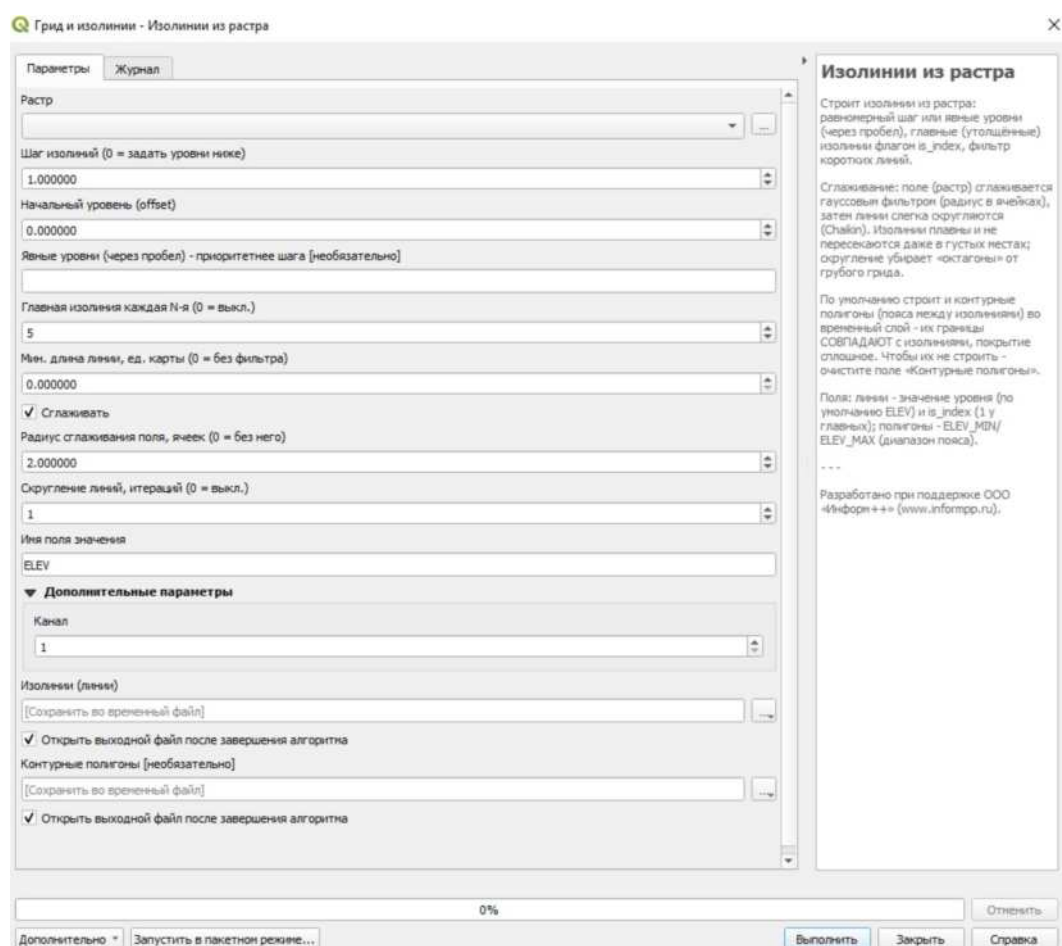 Грид и изолинии - Изолинии из растра
Параметры
Журнал
Растр
...
Шаг изолиний (0 = задать уровни ниже)
1.000000
Начальный уровень (offset)
0.000000
Явные уровни (через пробел) - приоритетнее шага [необязательно]
Главная изолиния каждая N-я (0 = выкл.)
5
Мин. длина линии, ед. карты (0 = без фильтра)
0.000000
Сглаживать
Радиус сглаживания поля, ячеек (0 = без него)
2.000000
Скругление линий, итераций (0 = выкл.)
1
Имя поля значения
ELEV
Дополнительные параметры
Канал
1
Изолинии (линии)
[Сохранить во временный файл]
...
Открыть выходной файл после завершения алгоритма
Контурные полигоны [необязательно]
[Сохранить во временный файл]
...
Открыть выходной файл после завершения алгоритма
Изолинии из растра
Строит изолинии из растра:
равномерный шаг или явные уровни
(через пробел), главные (утолщённые)
изолинии флагом is_index, фильтр
коротких линий.
Сглаживание: поле (растр) сглаживается
гауссовым фильтром (радиус в ячейках),
затем линии слегка скругляются
(Chaikin). Изолинии плавны и не
пересекаются даже в густых местах;
скругление убирает «октагоны» от
грубого грида.
По умолчанию строит и контурные
полигоны (пояса между изолиниями) во
временный слой - их границы
СОВПАДАЮТ с изолиниями, покрытие
сплошное. Чтобы их не строить -
очистите поле «Контурные полигоны».
Поля: линии - значение уровня (по
умолчанию ELEV) и is_index (1 у
главных); полигоны - ELEV_MIN/
ELEV_MAX (диапазон пояса).
---
Разработано при поддержке ООО
«Информ++» (www.informpp.ru).
0%
Отменить
Дополнительно
Запустить в пакетном режиме...
Выполнить
Закрыть
Справка